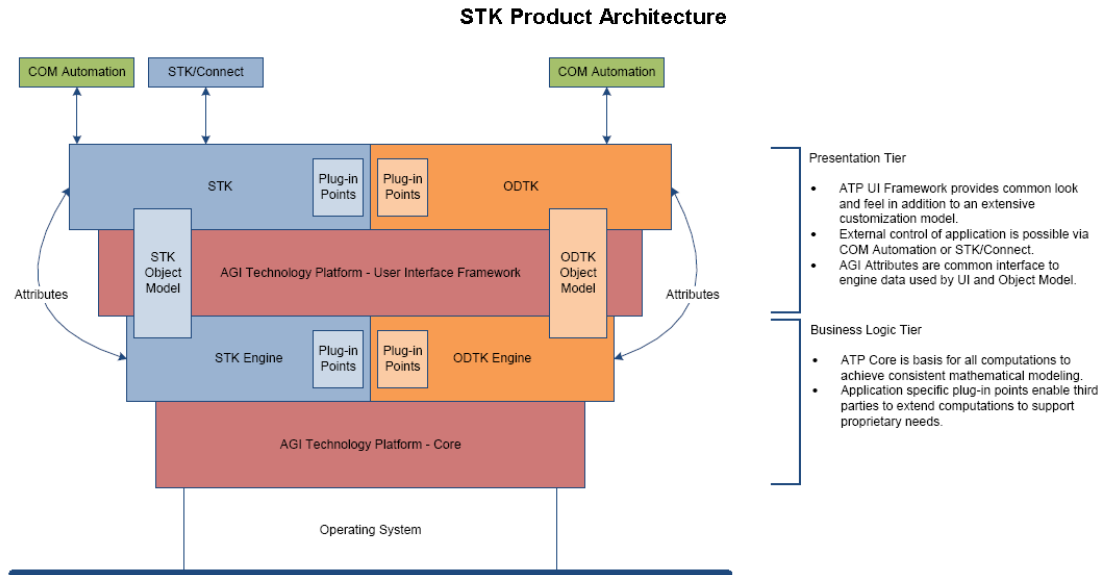 STK Product Architecture
COM Automation
STK/Connect
COM Automation
STK
Plug-in
Points
Plug-in
Points
ODTK
STK
Object
Model
AGI Technology Platform - User Interface Framework
ODTK
Object
Model
Attributes
Attributes
STK Engine
Plug-in
Points
Plug-in
Points
ODTK Engine
AGI Technology Platform - Core
Operating System
Presentation Tier
• ATP UI Framework provides common look
and feel in addition to an extensive
customization model.
• External control of application is possible via
COM Automation or STK/Connect.
• AGI Attributes are common interface to
engine data used by UI and Object Model.
Business Logic Tier
• ATP Core is basis for all computations to
achieve consistent mathematical modeling.
• Application specific plug-in points enable third
parties to extend computations to support
proprietary needs.